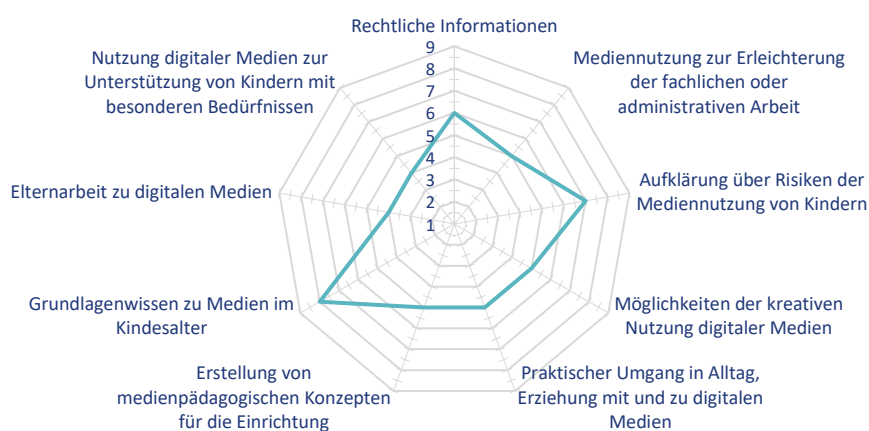 Rechtliche Informationen
9
8
7
6
5
4
3
2
1
Mediennutzung zur Erleichterung
der fachlichen oder
administrativen Arbeit
Aufklärung über Risiken der
Mediennutzung von Kindern
Möglichkeiten der kreativen
Nutzung digitaler Medien
Praktischer Umgang in Alltag,
Erziehung mit und zu digitalen
Medien
Erstellung von
medienpädagogischen Konzepten
für die Einrichtung
Grundlagenwissen zu Medien im
Kindesalter
Elternarbeit zu digitalen Medien
Nutzung digitaler Medien zur
Unterstützung von Kindern mit
besonderen Bedürfnissen